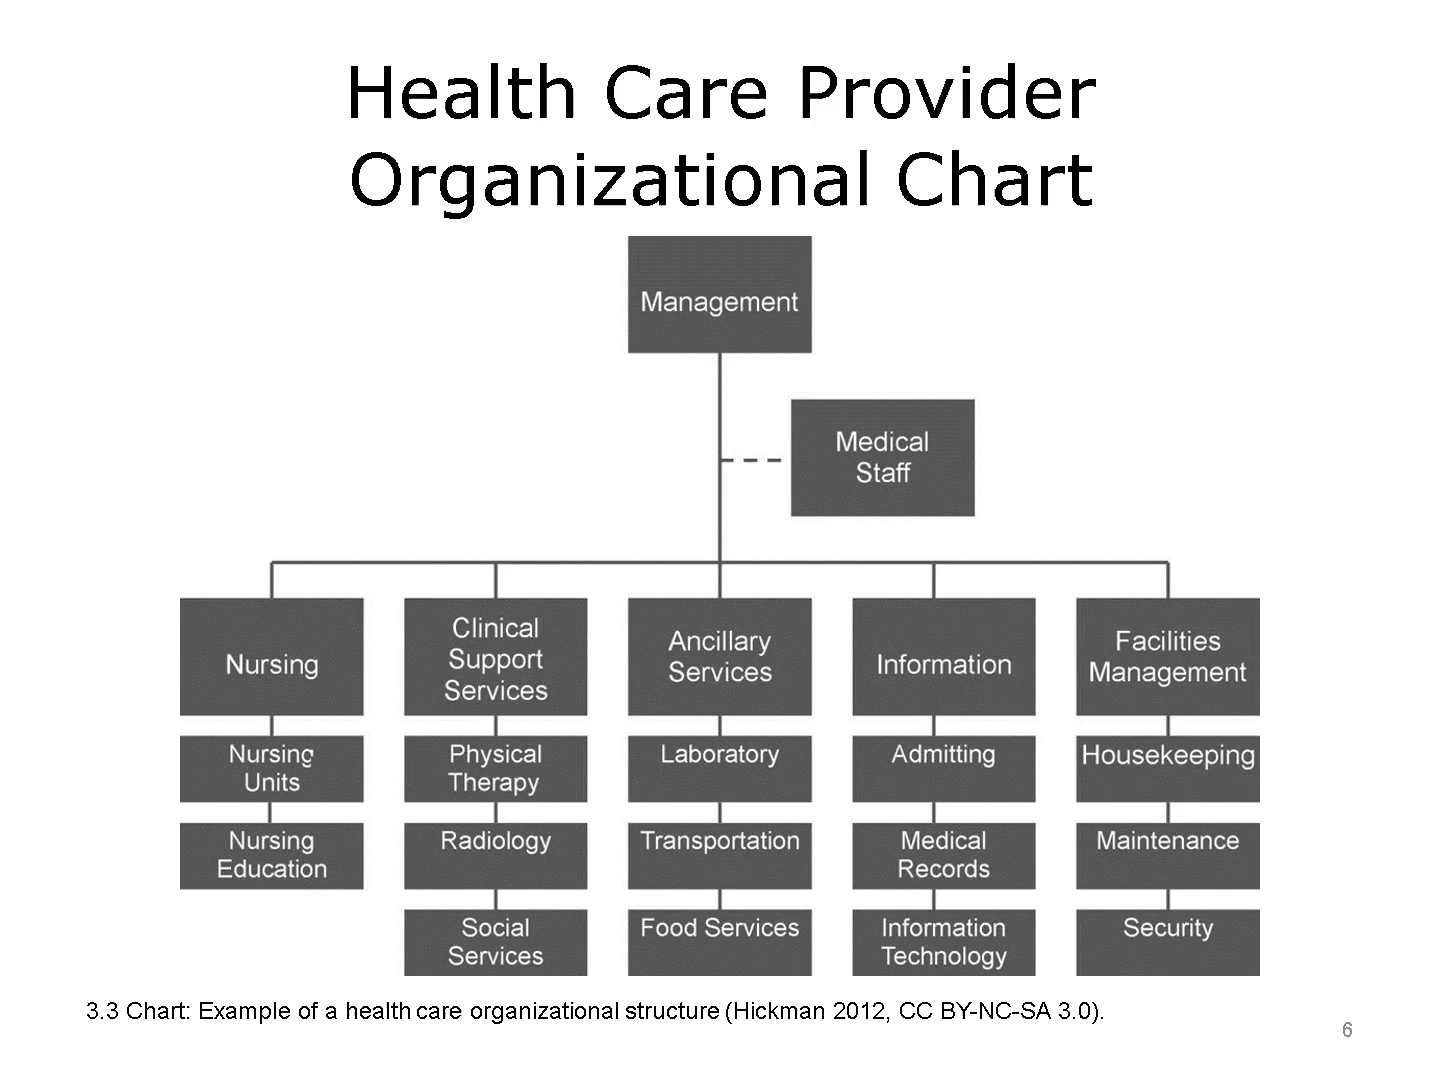 Health Care Provider
Organizational Chart
Management
Medical
Staff
Nursing
Clinical
Support
Services
Ancillary
Services
Information
Facilities
Management
Nursing
Units
Physical
Therapy
Laboratory
Admitting
Housekeeping
Nursing
Education
Radiology
Transportation
Medical
Records
Maintenance
Social
Services
Food Services
Information
Technology
Security
3.3 Chart: Example of a health care organizational structure (Hickman 2012, CC BY-NC-SA 3.0).
6